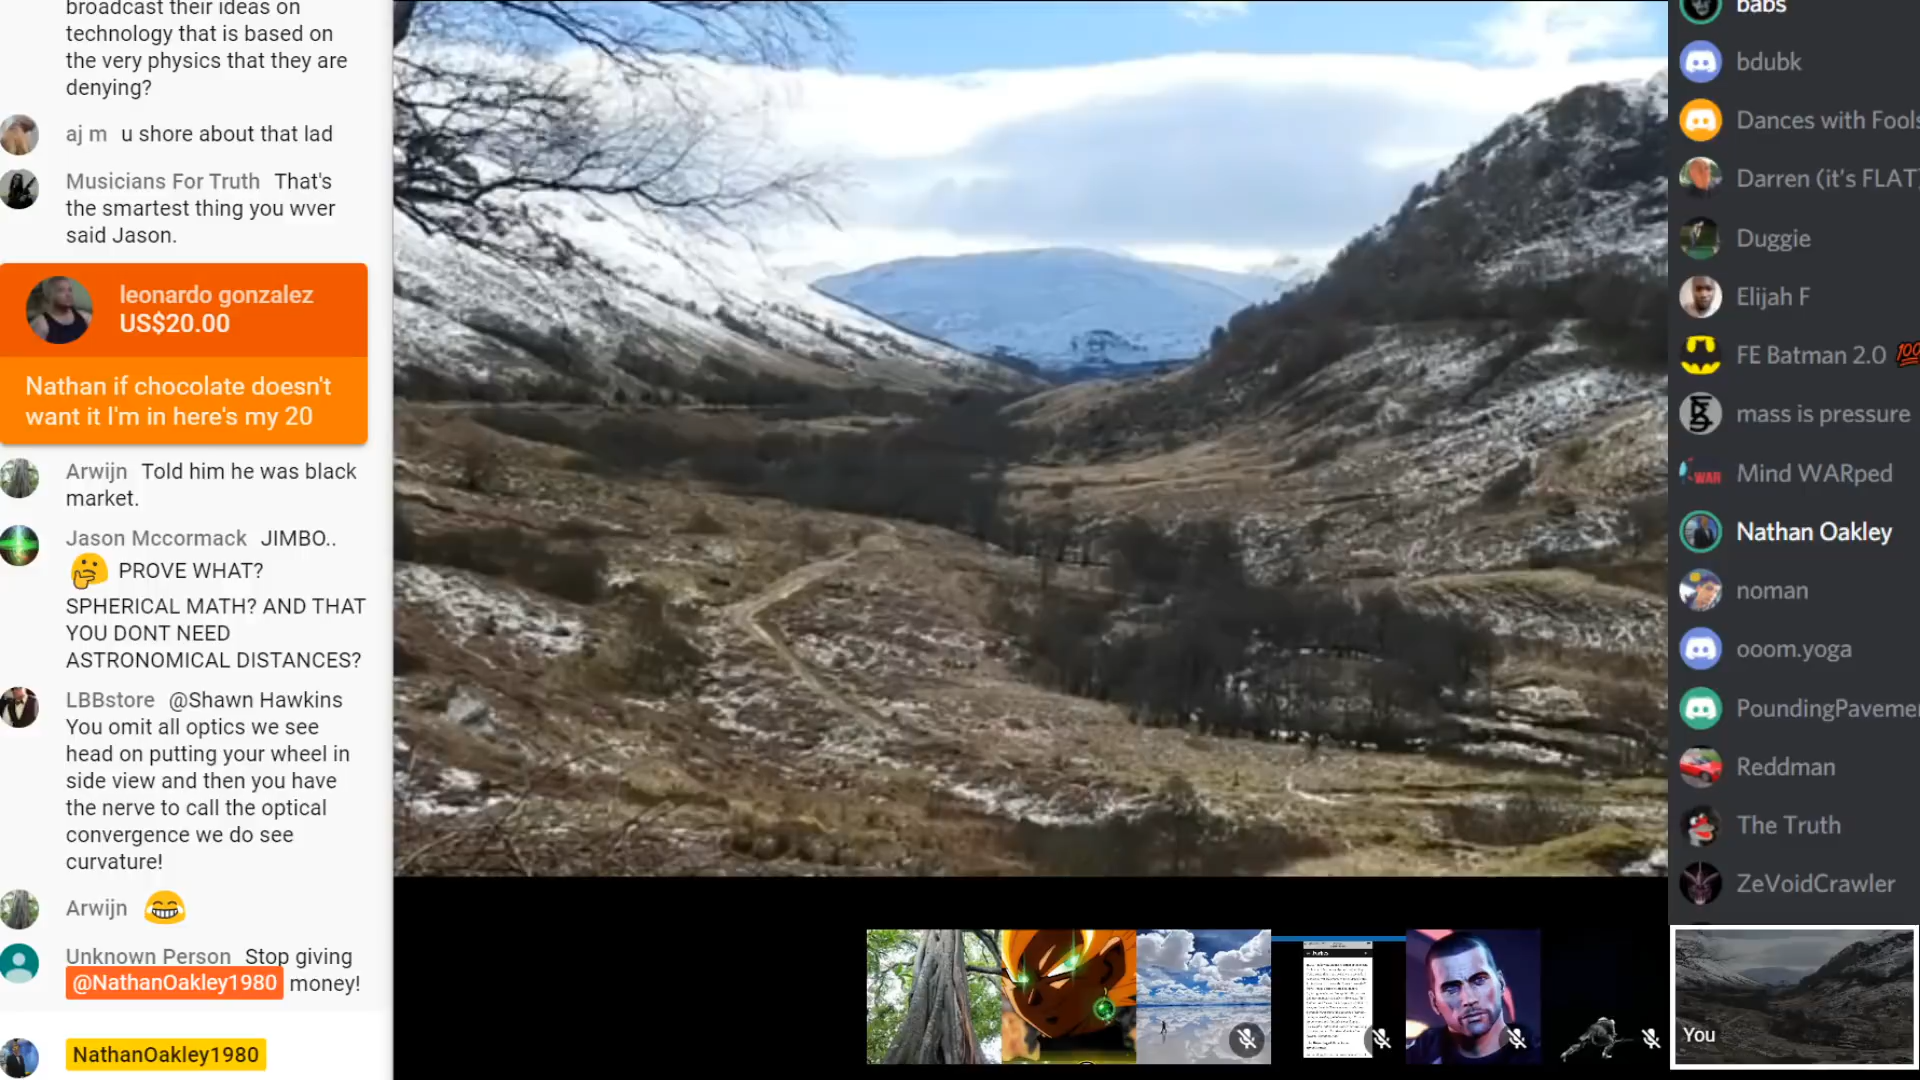 broadcast their ideas on
technology that is based on
the very physics that they are
denying?
aj m u shore about that lad
Musicians For Truth That's
the smartest thing you wver
said Jason.
leonardo gonzalez
US$20.00
Nathan if chocolate doesn't
want it I'm in here's my 20
Arwijn Told him he was black
market.
Jason Mccormack JIMBO..
🤔 PROVE WHAT?
SPHERICAL MATH? AND THAT
YOU DONT NEED
ASTRONOMICAL DISTANCES?
LBBstore @Shawn Hawkins
You omit all optics we see
head on putting your wheel in
side view and then you have
the nerve to call the optical
convergence we do see
curvature!
Arwijn 😂
Unknown Person Stop giving
@NathanOakley1980 money!
NathanOakley1980
babs
bdubk
Dances with Fools
Darren (it's FLAT)
Duggie
Elijah F
FE Batman 2.0 💯
mass is pressure
Mind WARped
WAR
Nathan Oakley
noman
ooom.yoga
PoundingPavemen
Reddman
The Truth
ZeVoidCrawler
You